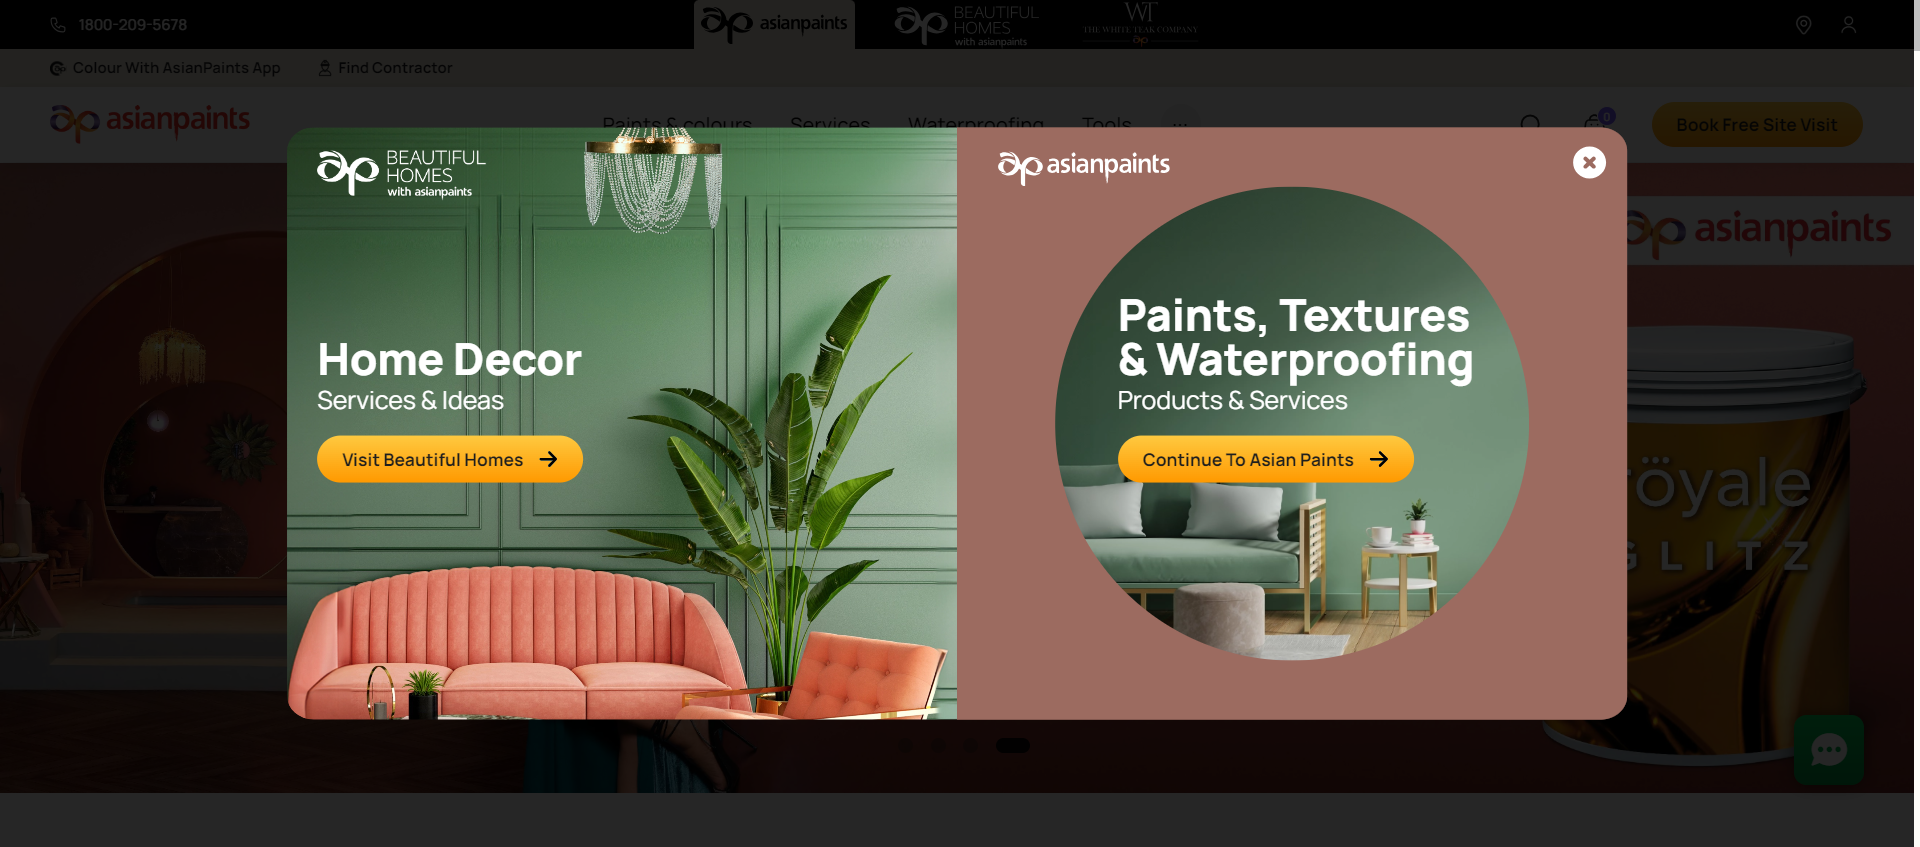 1800-209-5678
asianpaints
BEAUTIFUL
HOMES
with asianpaints
WT
THE WHITE TEAK COMPANY
Colour With AsianPaints App
Find Contractor
asianpaints
Paints & colours
Services
Waterproofing
Tools
0
Book Free Site Visit
BEAUTIFUL
HOMES
with asianpaints
Home Decor
Services & Ideas
Visit Beautiful Homes
asianpaints
Paints, Textures
& Waterproofing
Products & Services
Continue To Asian Paints
asianpaints
röyale
GLITZ